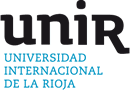 uniR
UNIVERSIDAD
INTERNACIONAL
DE LA RIOJA